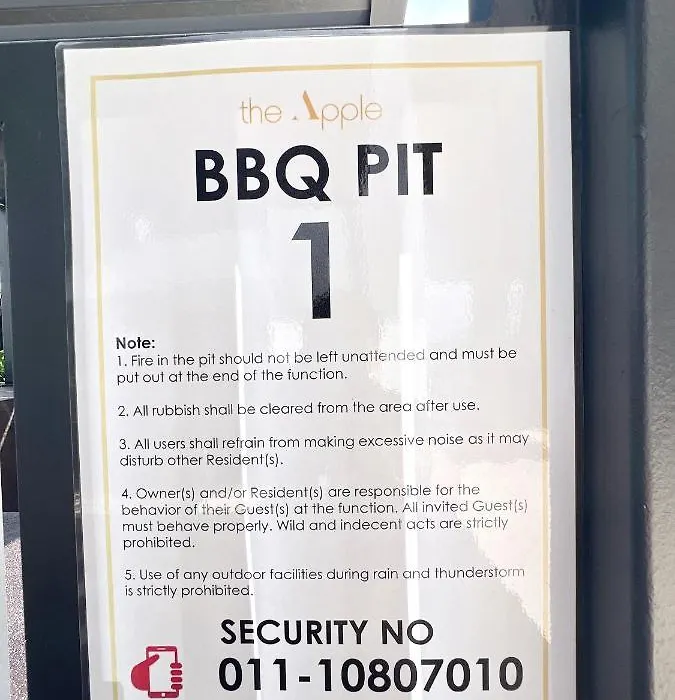 the Apple
BBQ PIT
1
Note:
1. Fire in the pit should not be left unattended and must be
put out at the end of the function.
2. All rubbish shall be cleared from the area after use.
3. All users shall refrain from making excessive noise as it may
disturb other Resident(s).
4. Owner(s) and/or Resident(s) are responsible for the
behavior of their Guest(s) at the function. All invited Guest(s)
must behave properly. Wild and indecent acts are strictly
prohibited.
5. Use of any outdoor facilities during rain and thunderstorm
is strictly prohibited.
SECURITY NO
011-10807010